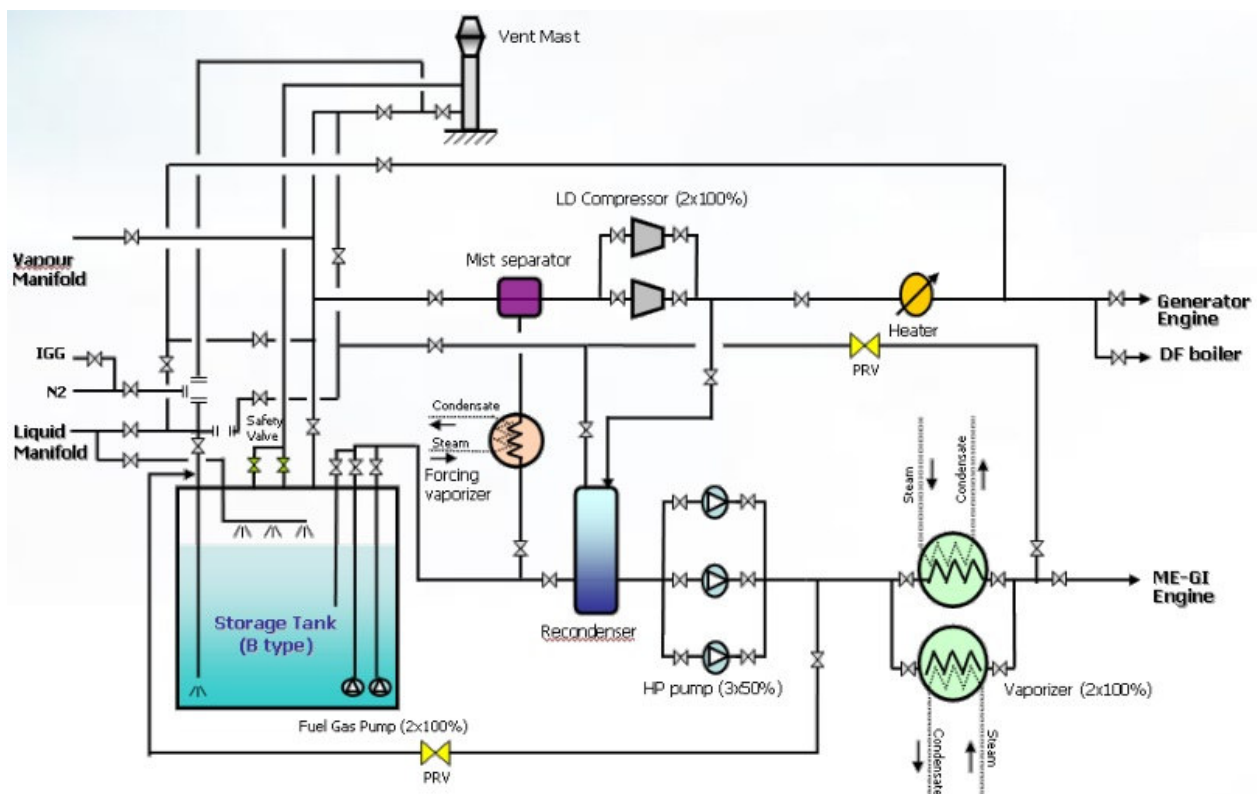 Vent Mast
LD Compressor (2x100%)
Vapour
Manifold
Mist separator
Heater
Generator
Engine
DF boiler
PRV
IGG
N2
Liquid
Manifold
Safety
Valve
Condensate
Steam
Forcing
vaporizer
Steam
Condensate
Storage Tank
(B type)
Recondenser
ME-GI
Engine
HP pump (3x50%)
Vaporizer (2x100%)
Fuel Gas Pump (2x100%)
PRV
Condensate
Steam